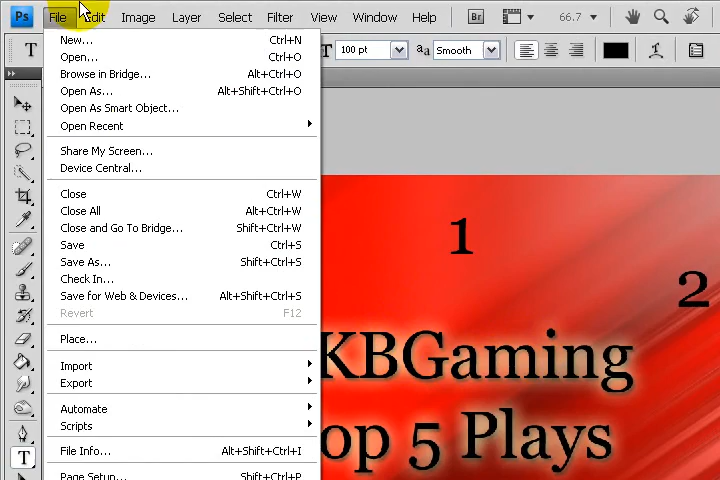 Ps File Edit Image Layer Select Filter View Window Help Br 66.7
T T 100 pt aa Smooth
New... Ctrl+N
Open... Ctrl+O
Browse in Bridge... Alt+Ctrl+O
Open As... Alt+Shift+Ctrl+O
Open As Smart Object...
Open Recent
Share My Screen...
Device Central...
Close Ctrl+W
Close All Alt+Ctrl+W
Close and Go To Bridge... Shift+Ctrl+W
Save Ctrl+S
Save As... Shift+Ctrl+S
Check In...
Save for Web & Devices... Alt+Shift+Ctrl+S
Revert F12
Place...
Import
Export
Automate
Scripts
File Info... Alt+Shift+Ctrl+I
Page Setup... Shift+Ctrl+P
T
1
2
KBGaming
op 5 Plays